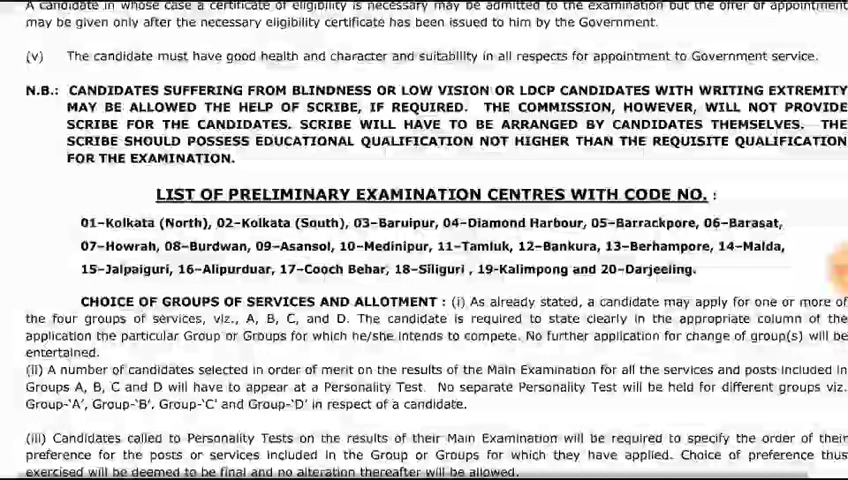 A candidate in whose case a certificate of eligibility is necessary may be admitted to the examination but the offer of appointment
may be given only after the necessary eligibility certificate has been issued to him by the Government.
(v) The candidate must have good health and character and suitability in all respects for appointment to Government service.
N.B.: CANDIDATES SUFFERING FROM BLINDNESS OR LOW VISION OR LDCP CANDIDATES WITH WRITING EXTREMITY
MAY BE ALLOWED THE HELP OF SCRIBE, IF REQUIRED. THE COMMISSION, HOWEVER, WILL NOT PROVIDE
SCRIBE FOR THE CANDIDATES. SCRIBE WILL HAVE TO BE ARRANGED BY CANDIDATES THEMSELVES. THE
SCRIBE SHOULD POSSESS EDUCATIONAL QUALIFICATION NOT HIGHER THAN THE REQUISITE QUALIFICATION
FOR THE EXAMINATION.
LIST OF PRELIMINARY EXAMINATION CENTRES WITH CODE NO. :
01-Kolkata (North), 02-Kolkata (South), 03-Baruipur, 04-Diamond Harbour, 05-Barrackpore, 06-Barasat,
07-Howrah, 08-Burdwan, 09-Asansol, 10-Medinipur, 11-Tamluk, 12-Bankura, 13-Berhampore, 14-Malda,
15-Jalpaiguri, 16-Alipurduar, 17-Cooch Behar, 18-Siliguri , 19-Kalimpong and 20-Darjeeling.
CHOICE OF GROUPS OF SERVICES AND ALLOTMENT : (i) As already stated, a candidate may apply for one or more of
the four groups of services, viz., A, B, C, and D. The candidate is required to state clearly in the appropriate column of the
application the particular Group or Groups for which he/she intends to compete. No further application for change of group(s) will be
entertained.
(ii) A number of candidates selected in order of merit on the results of the Main Examination for all the services and posts included in
Groups A, B, C and D will have to appear at a Personality Test. No separate Personality Test will be held for different groups viz.
Group-'A', Group-'B', Group-'C' and Group-'D' in respect of a candidate.
(iii) Candidates called to Personality Tests on the results of their Main Examination will be required to specify the order of their
preference for the posts or services included in the Group or Groups for which they have applied. Choice of preference thus
exercised will be deemed to be final and no alteration thereafter will be allowed.